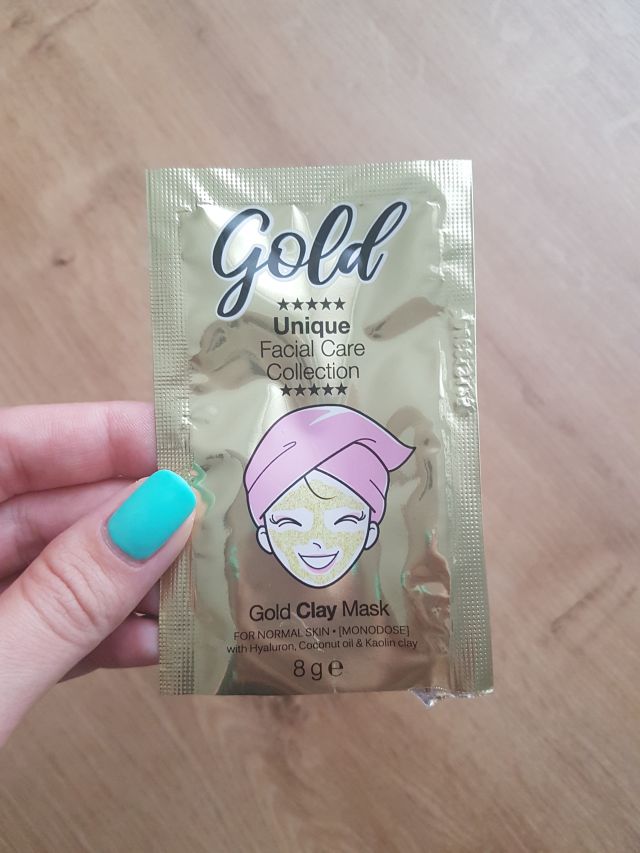 Gold
★★★★★
Unique
Facial Care
Collection
★★★★★
Gold Clay Mask
FOR NORMAL SKIN • [MONODOSE]
with Hyaluron, Coconut oil & Kaolin clay
8 g ℮